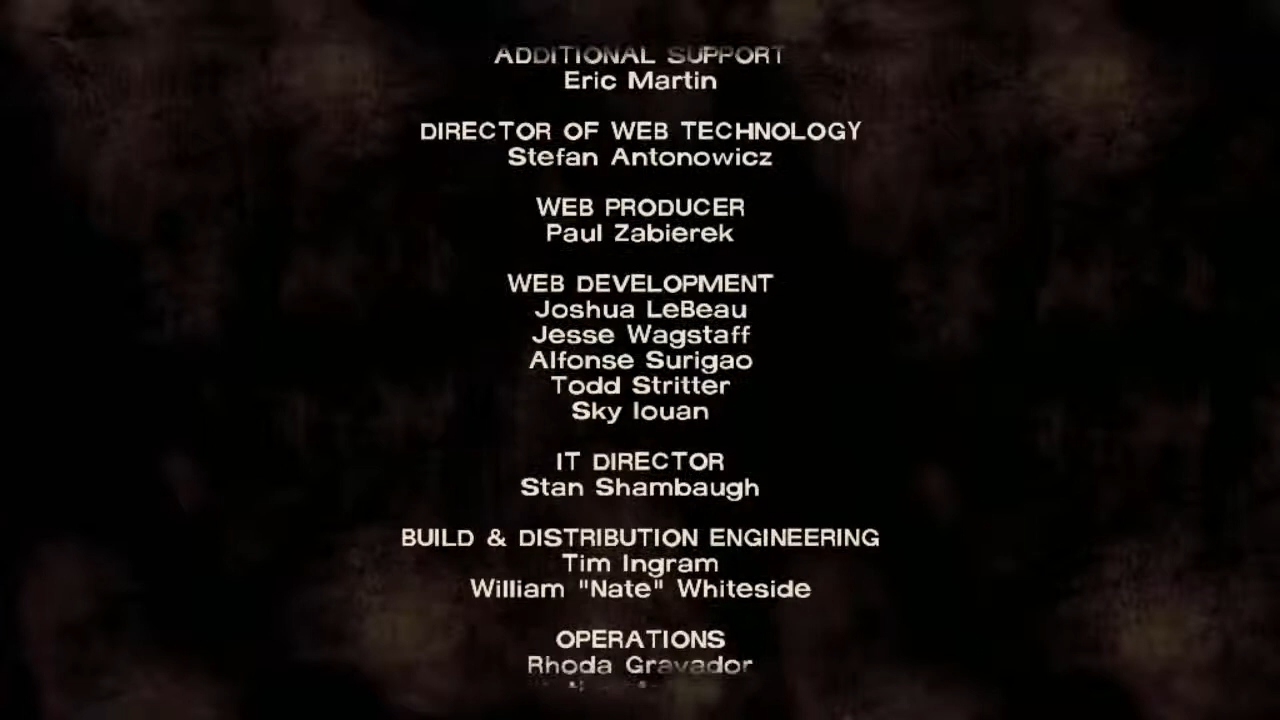 ADDITIONAL SUPPORT
Eric Martin
DIRECTOR OF WEB TECHNOLOGY
Stefan Antonowicz
WEB PRODUCER
Paul Zabierek
WEB DEVELOPMENT
Joshua LeBeau
Jesse Wagstaff
Alfonse Surigao
Todd Stritter
Sky Iouan
IT DIRECTOR
Stan Shambaugh
BUILD & DISTRIBUTION ENGINEERING
Tim Ingram
William "Nate" Whiteside
OPERATIONS
Rhoda Gravador